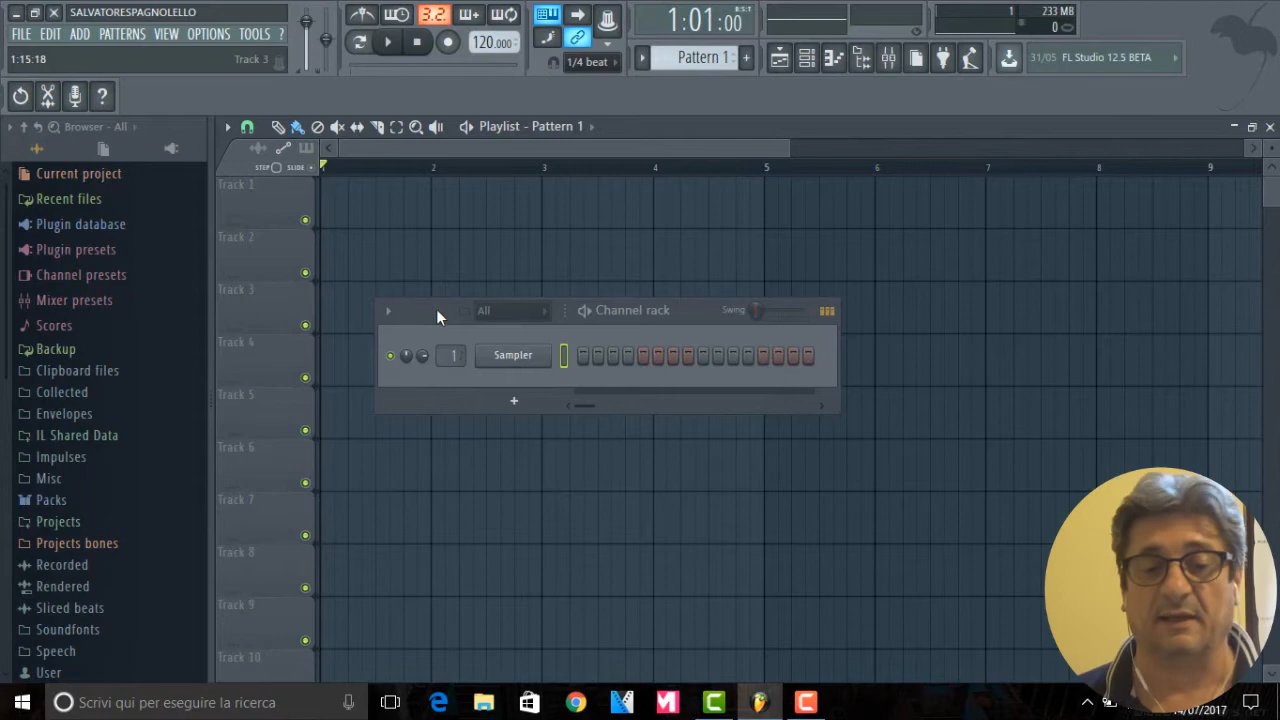 SALVATORESPAGNOLELLO
FILE EDIT ADD PATTERNS VIEW OPTIONS TOOLS ?
1:15:18 Track 3
3.2.
120.000
1/4 beat
1:01:00 B:S:T
Pattern 1
1 233 MB
0
31/05 FL Studio 12.5 BETA
Browser - All
Playlist - Pattern 1
STEP SLIDE
1 2 3 4 5 6 7 8 9
Current project
Recent files
Plugin database
Plugin presets
Channel presets
Mixer presets
Scores
Backup
Clipboard files
Collected
Envelopes
IL Shared Data
Impulses
Misc
Packs
Projects
Projects bones
Recorded
Rendered
Sliced beats
Soundfonts
Speech
User
Track 1
Track 2
Track 3
Track 4
Track 5
Track 6
Track 7
Track 8
Track 9
Track 10
All Channel rack Swing
1 Sampler
+
Scrivi qui per eseguire la ricerca
14/07/2017